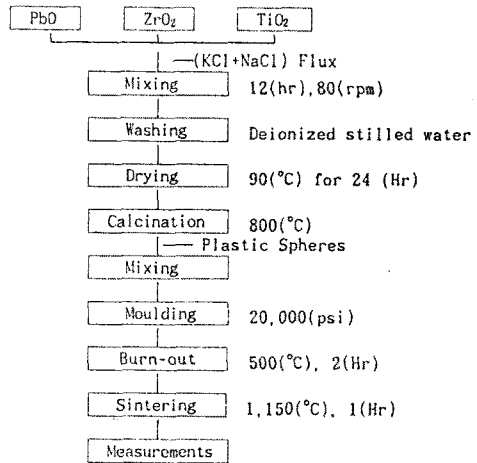 PbO ZrO₂ TiO₂
(KCl+NaCl) Flux
Mixing 12(hr),80(rpm)
Washing Deionized stilled water
Drying 90(°C) for 24 (Hr)
Calcination 800(°C)
Plastic Spheres
Mixing
Moulding 20,000(psi)
Burn-out 500(°C), 2(Hr)
Sintering 1,150(°C), 1(Hr)
Measurements